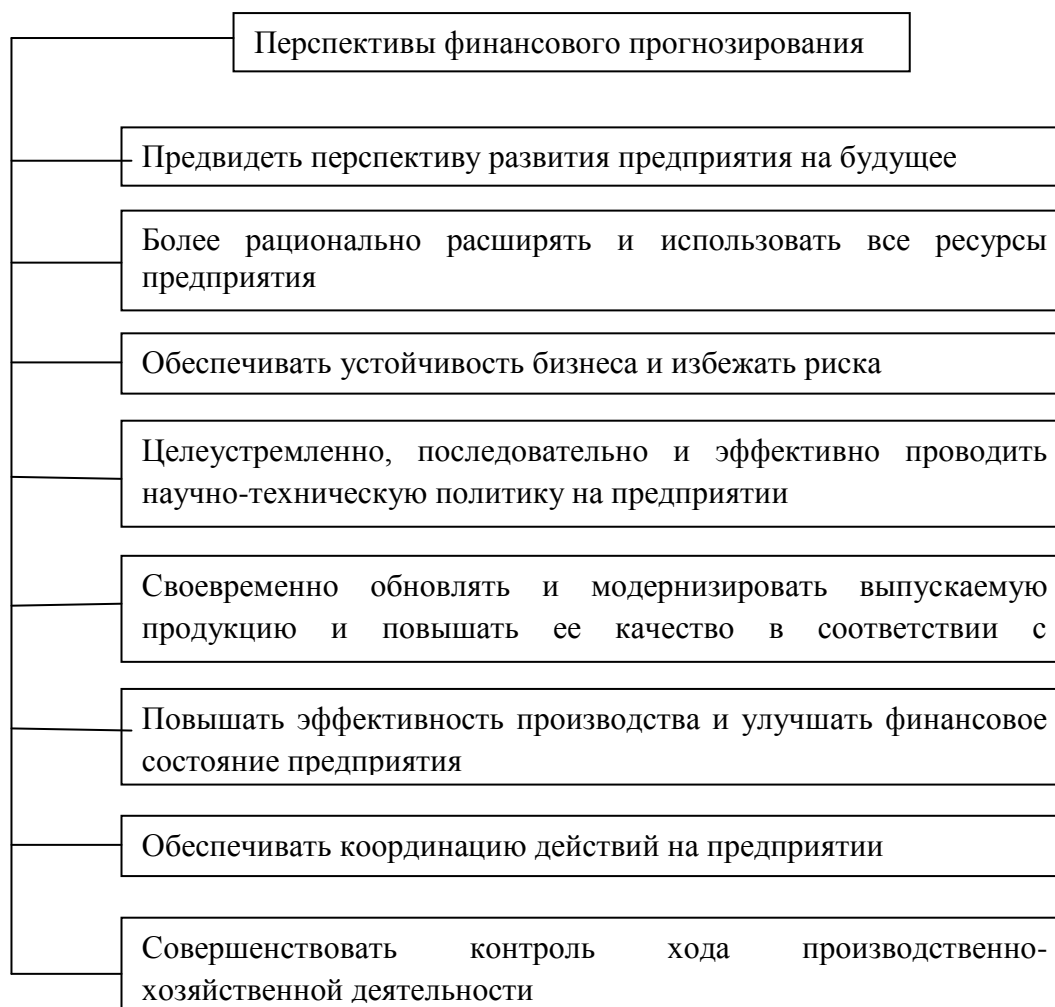 Перспективы финансового прогнозирования
Предвидеть перспективу развития предприятия на будущее
Более рационально расширять и использовать все ресурсы
предприятия
Обеспечивать устойчивость бизнеса и избежать риска
Целеустремленно, последовательно и эффективно проводить
научно-техническую политику на предприятии
Своевременно обновлять и модернизировать выпускаемую
продукцию и повышать ее качество в соответствии с
Повышать эффективность производства и улучшать финансовое
состояние предприятия
Обеспечивать координацию действий на предприятии
Совершенствовать контроль хода производственно-
хозяйственной деятельности